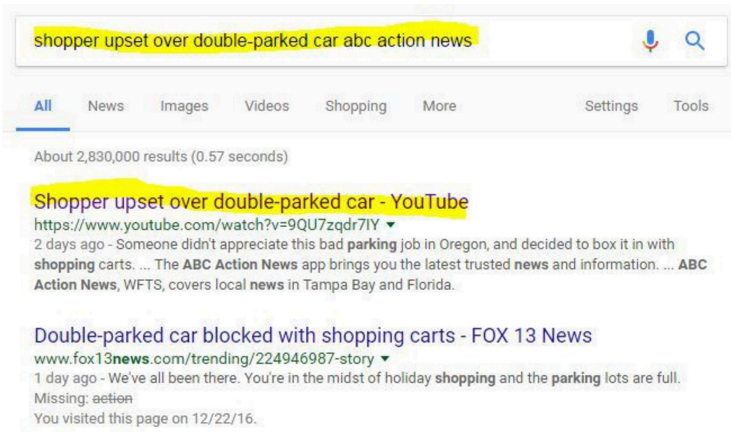 shopper upset over double-parked car abc action news
All News Images Videos Shopping More Settings Tools
About 2,830,000 results (0.57 seconds)
Shopper upset over double-parked car - YouTube
https://www.youtube.com/watch?v=9QU7zqdr7IY
2 days ago - Someone didn't appreciate this bad parking job in Oregon, and decided to box it in with
shopping carts. ... The ABC Action News app brings you the latest trusted news and information. ... ABC
Action News, WFTS, covers local news in Tampa Bay and Florida.
Double-parked car blocked with shopping carts - FOX 13 News
www.fox13news.com/trending/224946987-story
1 day ago - We've all been there. You're in the midst of holiday shopping and the parking lots are full.
Missing: action
You visited this page on 12/22/16.